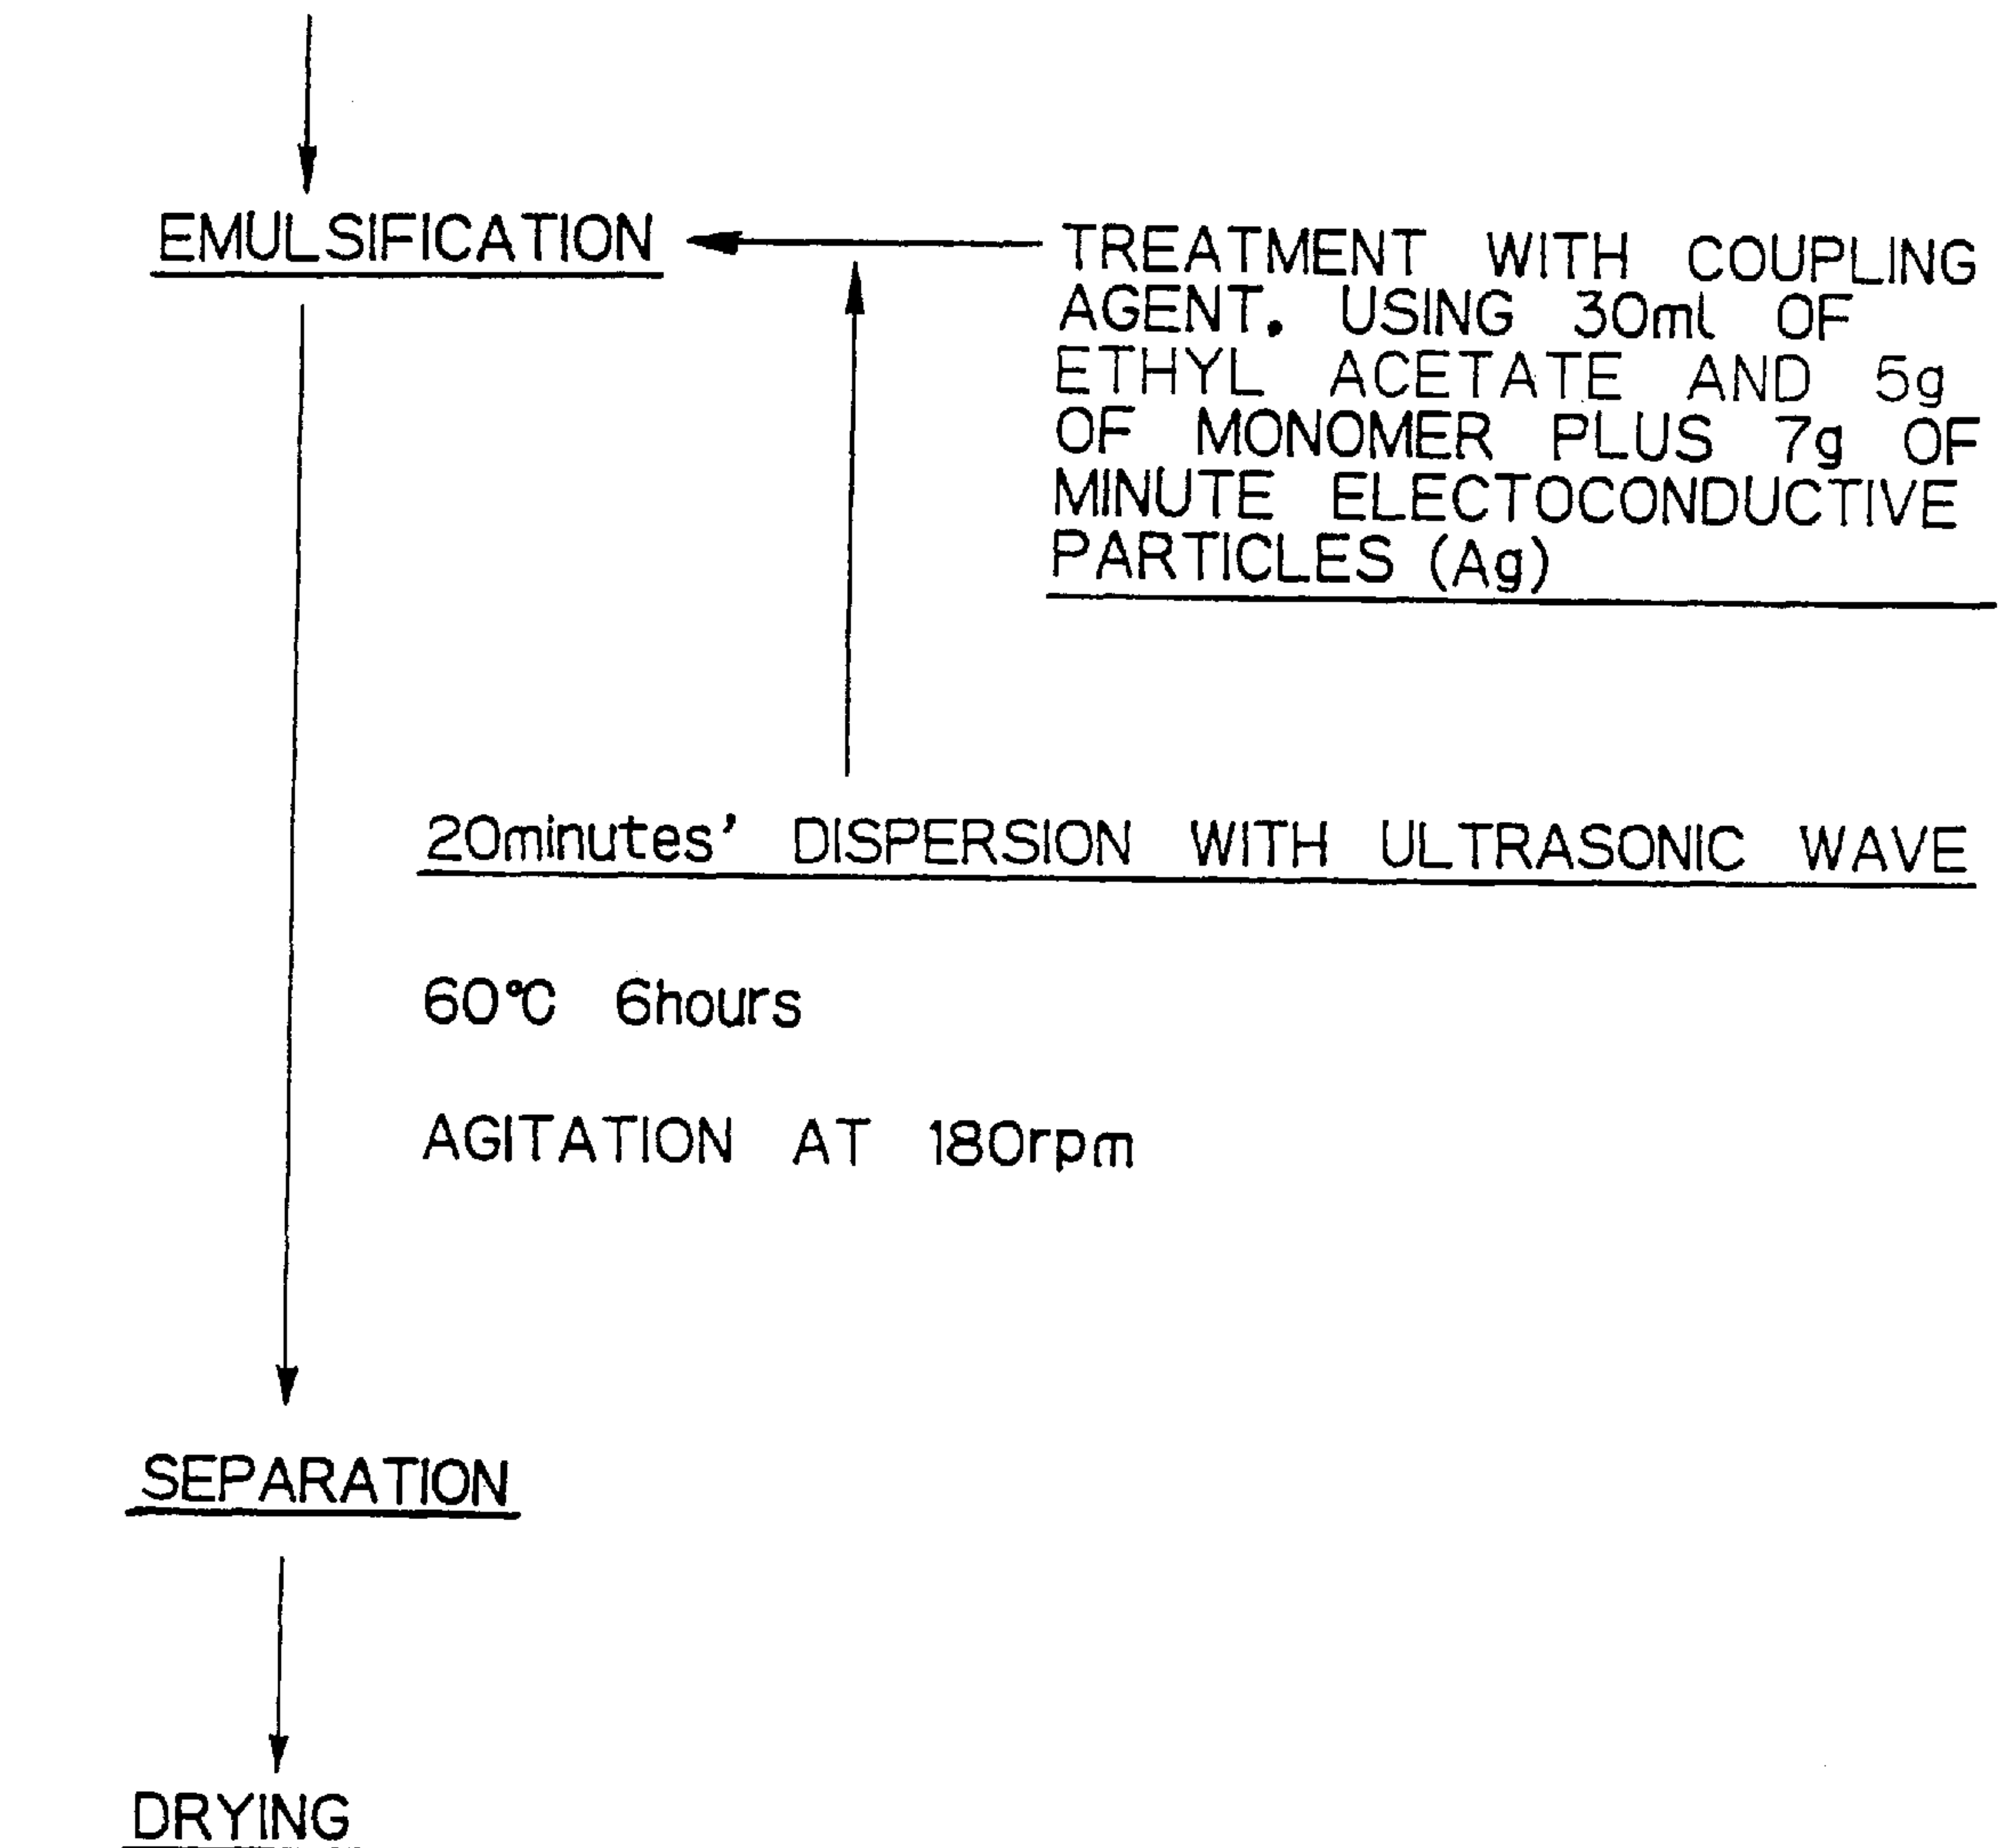 EMULSIFICATION
TREATMENT WITH COUPLING
AGENT. USING 30ml OF
ETHYL ACETATE AND 5g
OF MONOMER PLUS 7g OF
MINUTE ELECTOCONDUCTIVE
PARTICLES (Ag)
20minutes' DISPERSION WITH ULTRASONIC WAVE
60℃ 6hours
AGITATION AT 180rpm
SEPARATION
DRYING